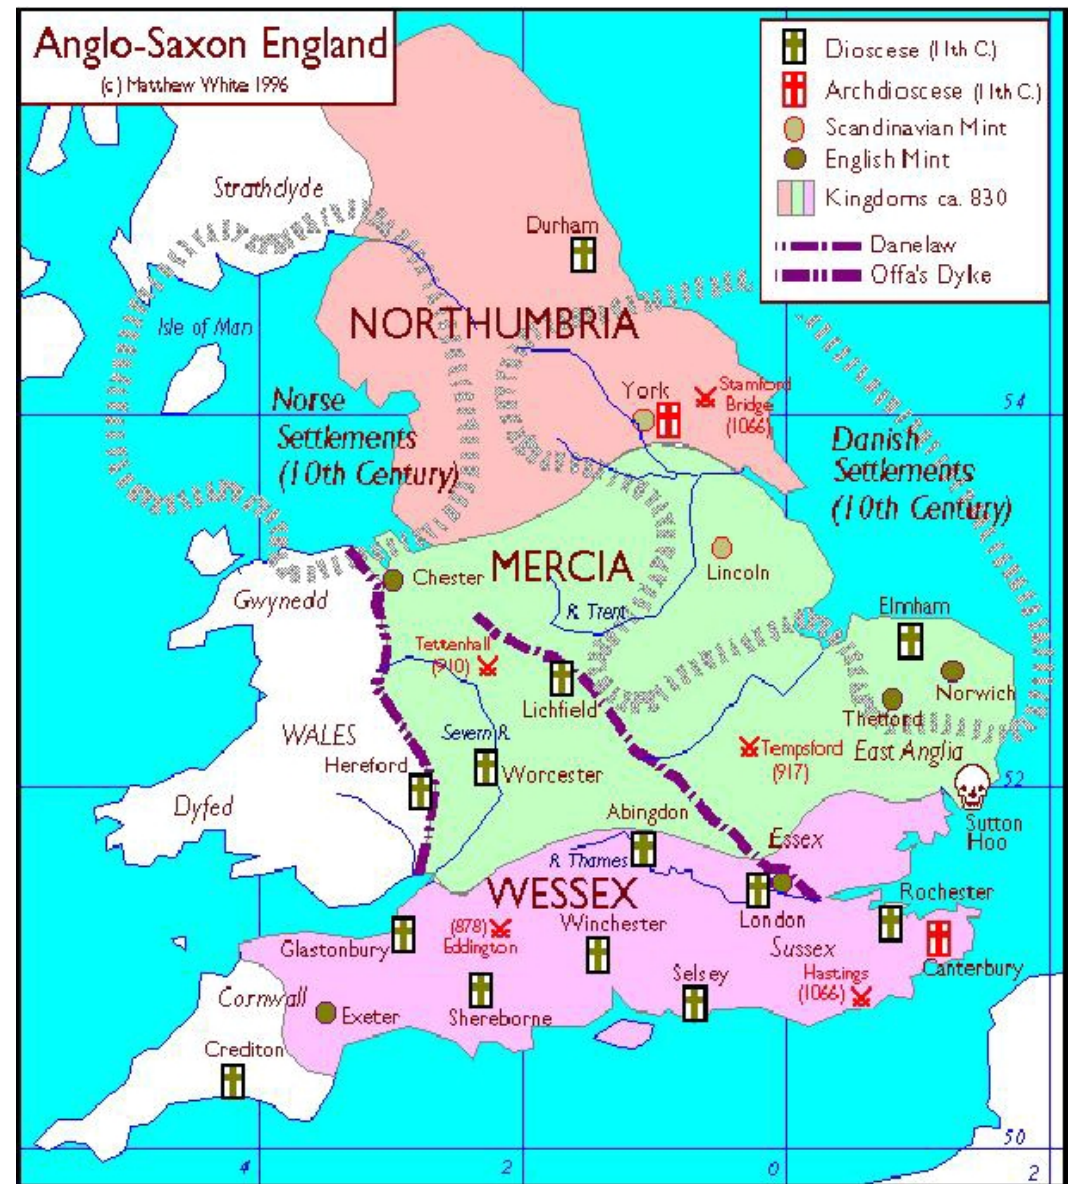 Anglo-Saxon England
(c) Matthew White 1996
Dioscese (11th C.)
Archdioscese (11th C.)
Scandinavian Mint
English Mint
Kingdoms ca. 830
Danelaw
Offa's Dyke
Strathclyde
Durham
Isle of Man
NORTHUMBRIA
York
Stamford
Bridge
(1066)
54
Norse
Settlements
(10th Century)
Danish
Settlements
(10th Century)
Chester
MERCIA
Lincoln
Gwynedd
R. Trent
Elnham
Tettenhall
(910)
Norwich
Lichfield
Thetford
WALES
Severn R.
East Anglia
Tempsford
(917)
Hereford
Worcester
52
Dyfed
Abingdon
Sutton
Hoo
Essex
R. Thames
WESSEX
Rochester
London
Winchester
(878)
Eddington
Glastonbury
Sussex
Canterbury
Selsey
Hastings
(1066)
Cornwall
Exeter
Shereborne
Crediton
50
4
2
0
2